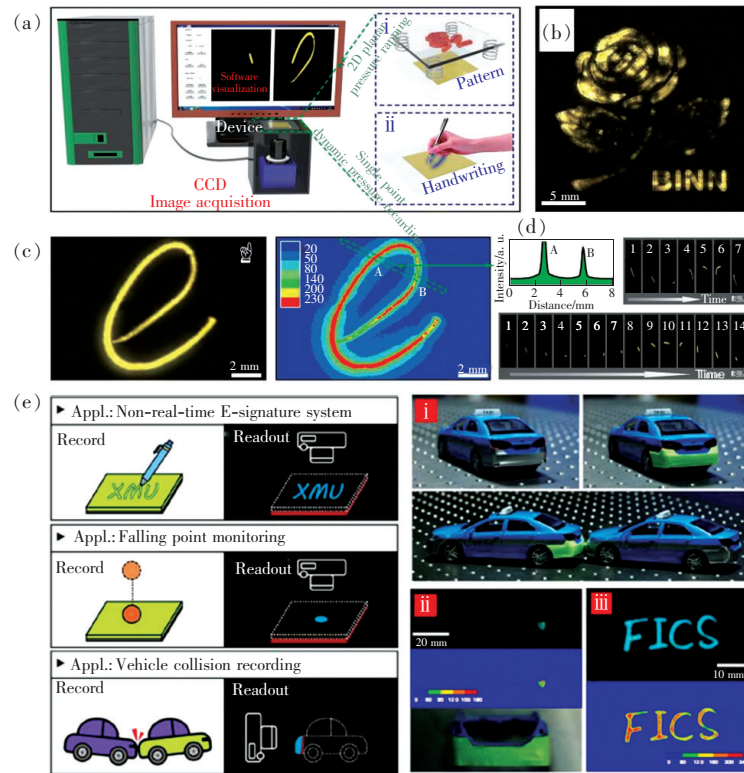 (a)
Software
visualization
Device
CCD
Image acquisition
2D planar
pressure mapping
Single-point
dynamic pressure recording
i
Pattern
ii
Handwriting
(b)
BINN
5 mm
(c)
2 mm
20
50
80
140
200
230
A
B
2 mm
(d)
Intensity/a. u.
A
B
0 2 4 6 8
Distance/mm
1 2 3 4 5 6 7
Time
1 2 3 4 5 6 7 8 9 10 11 12 13 14
Time
(e)
Appl.: Non-real-time E-signature system
Record
XMU
Readout
XMU
Appl.: Falling point monitoring
Record
Readout
Appl.: Vehicle collision recording
Record
Readout
i
TAXI
ii
20 mm
iii
FICS
10 mm
FICS